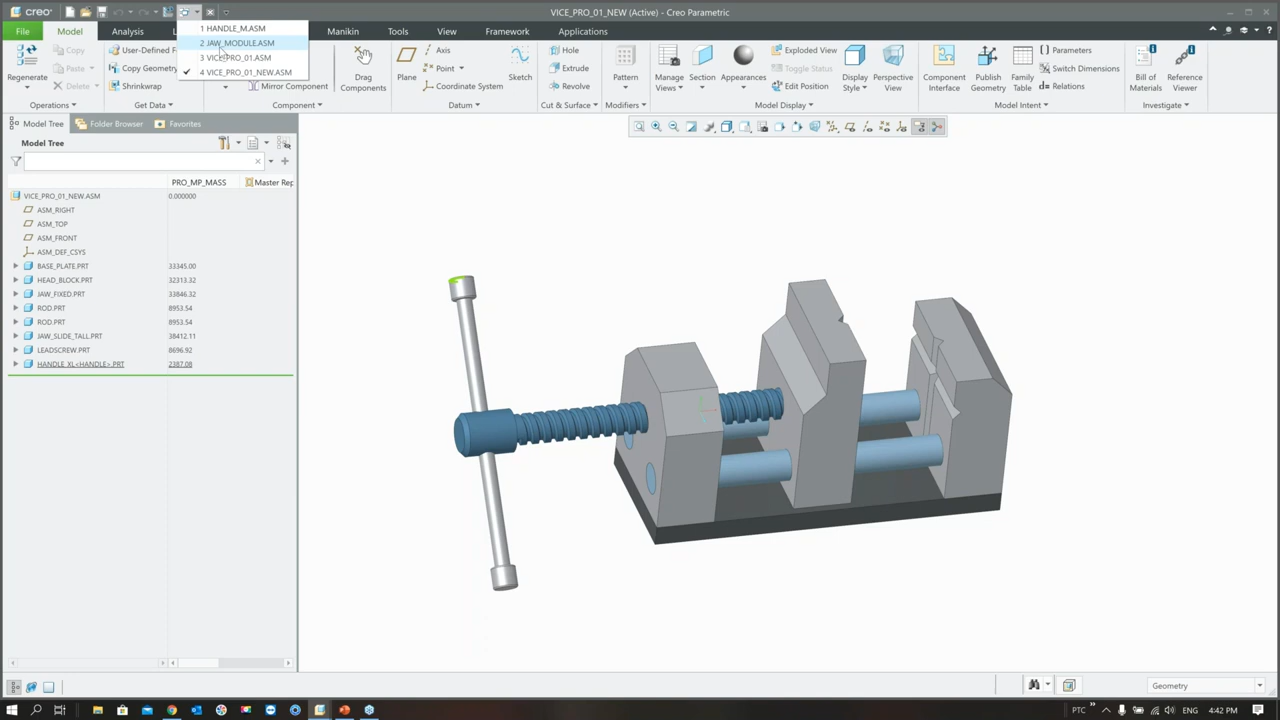 creo
VICE_PRO_01_NEW (Active) - Creo Parametric
1 HANDLE_M.ASM
2 JAW_MODULE.ASM
3 VICE_PRO_01.ASM
4 VICE_PRO_01_NEW.ASM
File
Model
Analysis
Manikin
Tools
View
Framework
Applications
Regenerate
Copy
Paste
Delete
User-Defined
Copy Geometry
Shrinkwrap
Mirror Component
Drag Components
Plane
Axis
Point
Coordinate System
Sketch
Hole
Extrude
Revolve
Pattern
Manage Views
Section
Appearances
Exploded View
Toggle Status
Edit Position
Display Style
Perspective View
Component Interface
Publish Geometry
Family Table
Parameters
Dimensions
Relations
Bill of Materials
Reference Viewer
Operations
Get Data
Component
Datum
Cut & Surface
Modifiers
Model Display
Model Intent
Investigate
Model Tree
Folder Browser
Favorites
Model Tree
PRO_MP_MASS
Master Rep
VICE_PRO_01_NEW.ASM 0.000000
ASM_RIGHT
ASM_TOP
ASM_FRONT
ASM_DEF_CSYS
BASE_PLATE.PRT 33345.00
HEAD_BLOCK.PRT 32313.32
JAW_FIXED.PRT 33846.32
ROD.PRT 8953.54
ROD.PRT 8953.54
JAW_SLIDE_TALL.PRT 38412.11
LEADSCREW.PRT 8696.92
HANDLE_XL<HANDLE>.PRT 2387.08
Geometry
PTC
4:42 PM